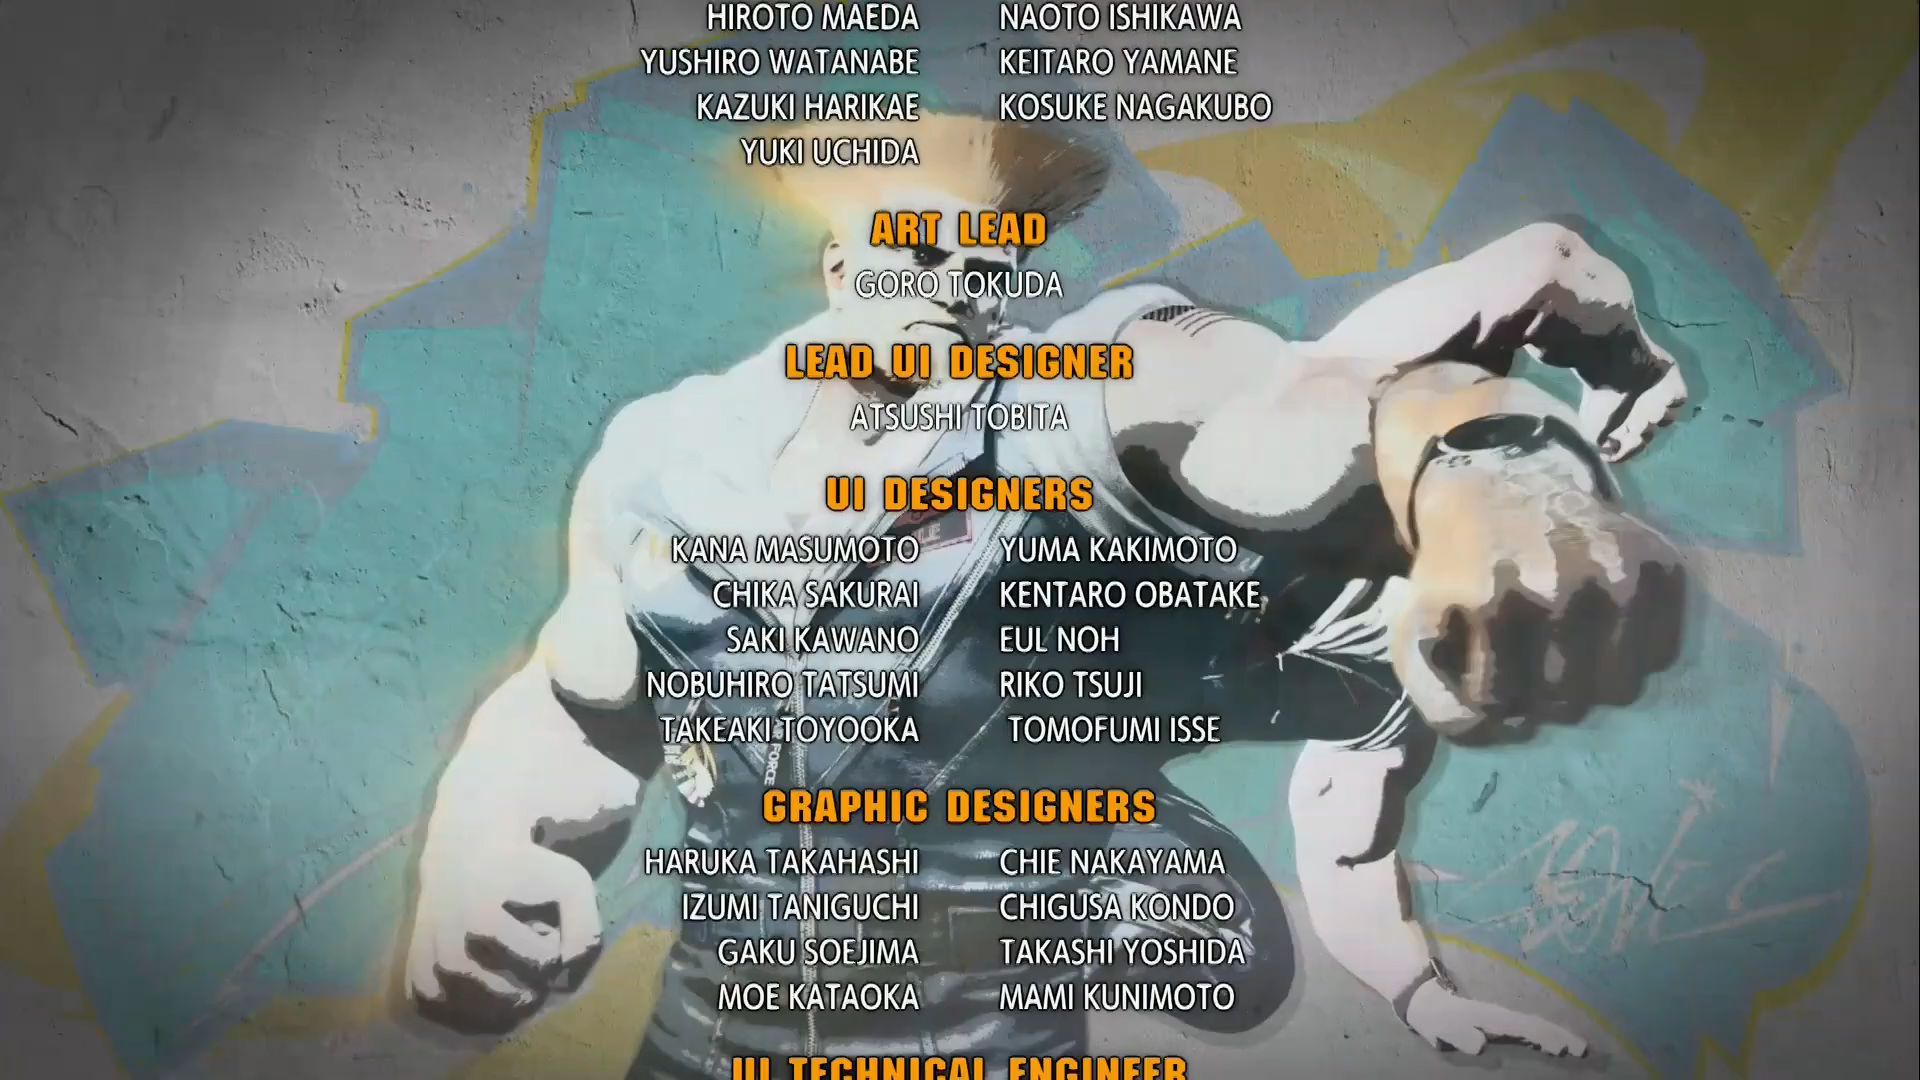 HIROTO MAEDA NAOTO ISHIKAWA
YUSHIRO WATANABE KEITARO YAMANE
KAZUKI HARIKAE KOSUKE NAGAKUBO
YUKI UCHIDA
ART LEAD
GORO TOKUDA
LEAD UI DESIGNER
ATSUSHI TOBITA
UI DESIGNERS
KANA MASUMOTO YUMA KAKIMOTO
CHIKA SAKURAI KENTARO OBATAKE
SAKI KAWANO EUL NOH
NOBUHIRO TATSUMI RIKO TSUJI
TAKEAKI TOYOOKA TOMOFUMI ISSE
FORCE
GRAPHIC DESIGNERS
HARUKA TAKAHASHI CHIE NAKAYAMA
IZUMI TANIGUCHI CHIGUSA KONDO
GAKU SOEJIMA TAKASHI YOSHIDA
MOE KATAOKA MAMI KUNIMOTO
UI TECHNICAL ENGINEER